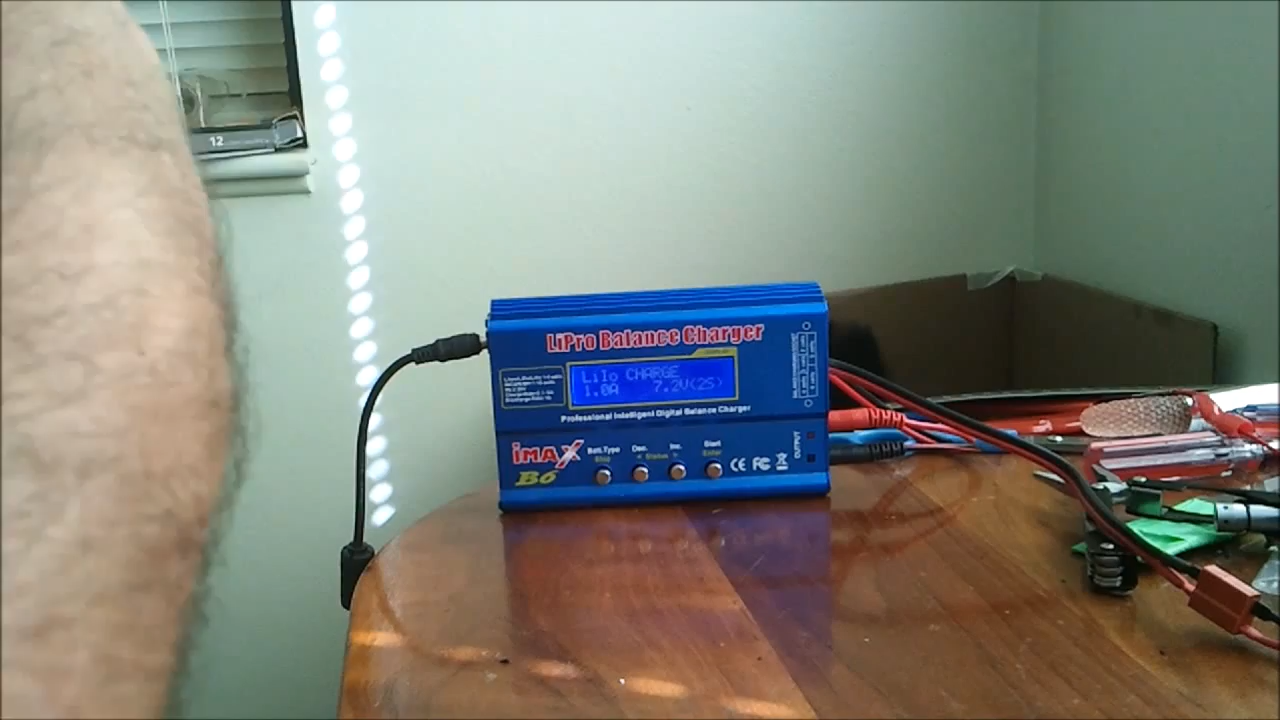 12
LiPro Balance Charger
DISPLAY
LiIo CHARGE
1.0A 7.2V(2S)
Professional Intelligent Digital Balance Charger
iMAX
B6
Batt.Type
Stop
Dec.
Inc.
◄ Status ►
Start
Enter
CE FC
OUTPUT